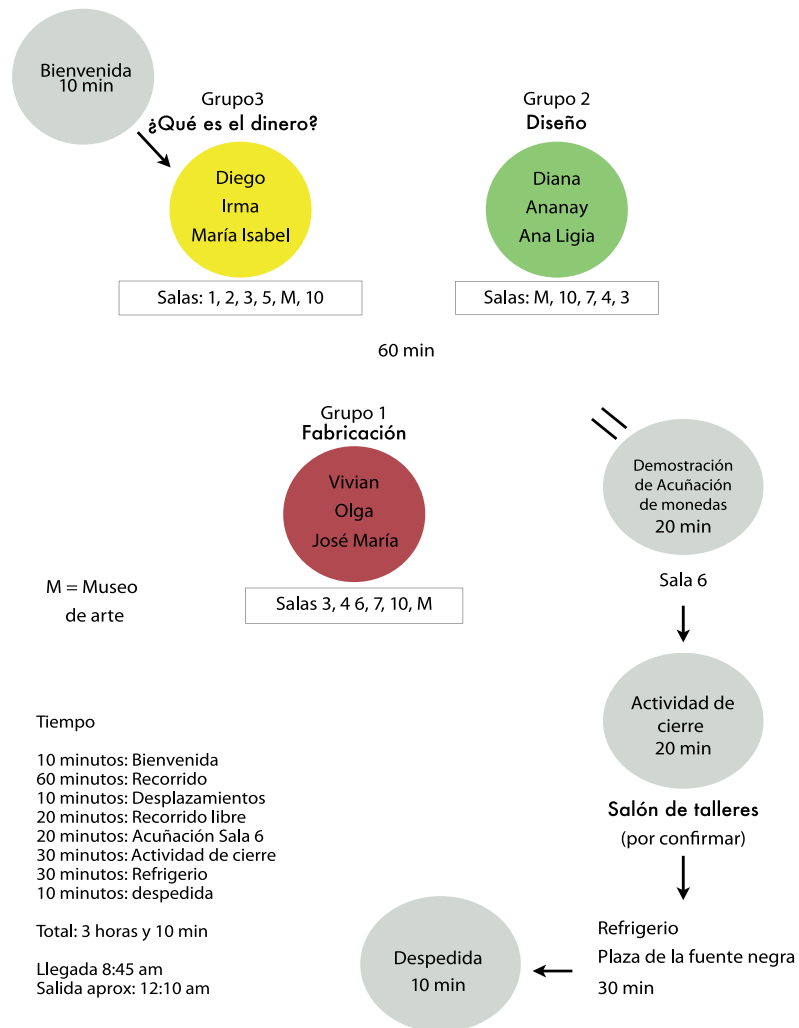 Bienvenida
10 min
Grupo3
¿Qué es el dinero?
Diego
Irma
María Isabel
Salas: 1, 2, 3, 5, M, 10
Grupo 2
Diseño
Diana
Ananay
Ana Ligia
Salas: M, 10, 7, 4, 3
60 min
Grupo 1
Fabricación
Vivian
Olga
José María
Salas 3, 4 6, 7, 10, M
M = Museo
de arte
Demostración
de Acuñación
de monedas
20 min
Sala 6
Actividad de
cierre
20 min
Salón de talleres
(por confirmar)
Refrigerio
Plaza de la fuente negra
30 min
Despedida
10 min
Tiempo
10 minutos: Bienvenida
60 minutos: Recorrido
10 minutos: Desplazamientos
20 minutos: Recorrido libre
20 minutos: Acuñación Sala 6
30 minutos: Actividad de cierre
30 minutos: Refrigerio
10 minutos: despedida
Total: 3 horas y 10 min
Llegada 8:45 am
Salida aprox: 12:10 am